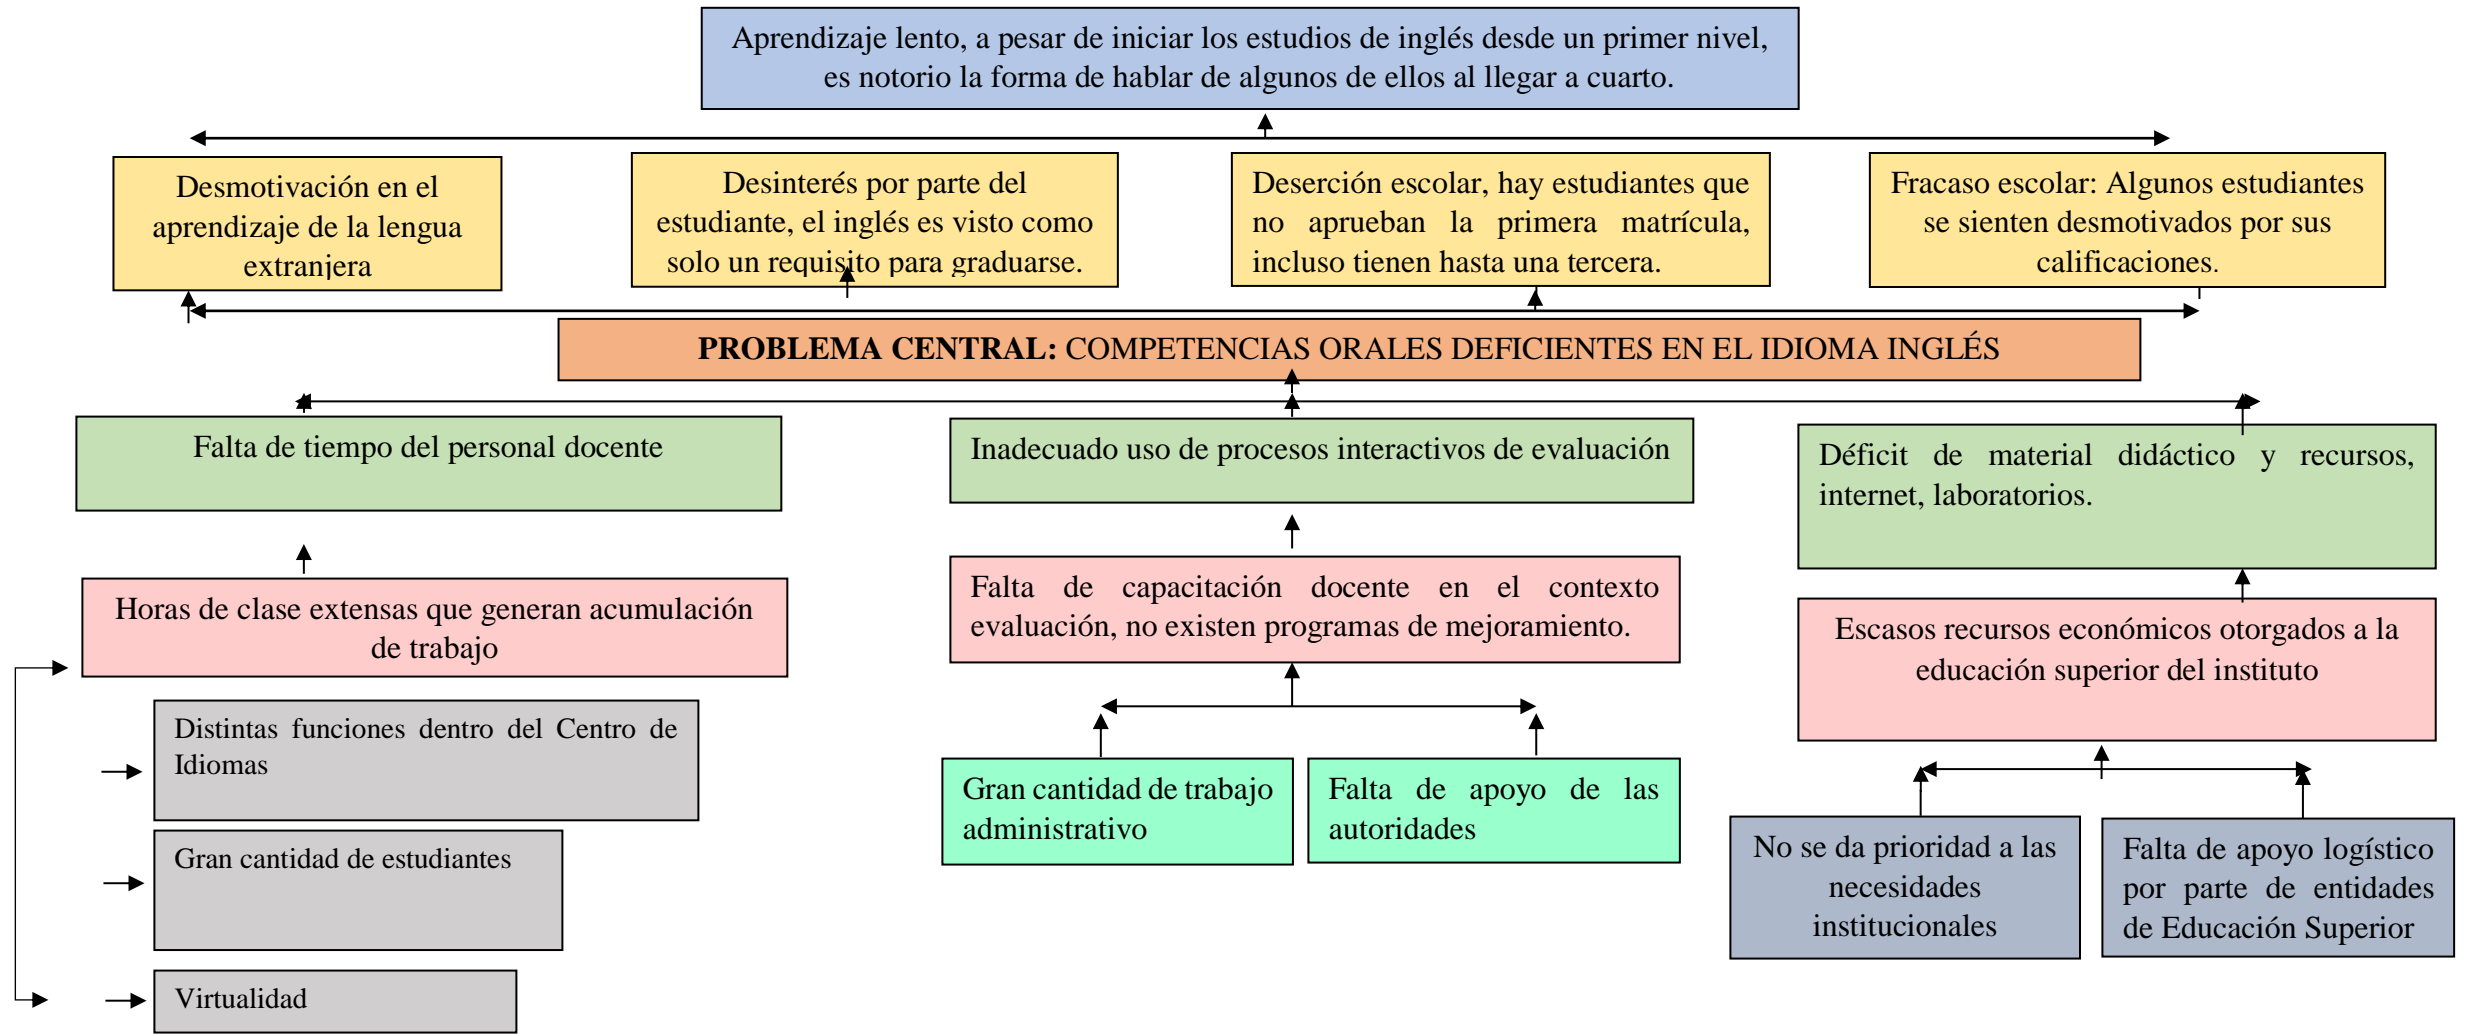 Aprendizaje lento, a pesar de iniciar los estudios de inglés desde un primer nivel,
es notorio la forma de hablar de algunos de ellos al llegar a cuarto.
Desmotivación en el
aprendizaje de la lengua
extranjera
Desinterés por parte del
estudiante, el inglés es visto como
solo un requisito para graduarse.
Deserción escolar, hay estudiantes que
no aprueban la primera matrícula,
incluso tienen hasta una tercera.
Fracaso escolar: Algunos estudiantes
se sienten desmotivados por sus
calificaciones.
PROBLEMA CENTRAL: COMPETENCIAS ORALES DEFICIENTES EN EL IDIOMA INGLÉS
Falta de tiempo del personal docente
Inadecuado uso de procesos interactivos de evaluación
Déficit de material didáctico y recursos,
internet, laboratorios.
Horas de clase extensas que generan acumulación
de trabajo
Falta de capacitación docente en el contexto
evaluación, no existen programas de mejoramiento.
Escasos recursos económicos otorgados a la
educación superior del instituto
Distintas funciones dentro del Centro de
Idiomas
Gran cantidad de estudiantes
Virtualidad
Gran cantidad de trabajo
administrativo
Falta de apoyo de las
autoridades
No se da prioridad a las
necesidades
institucionales
Falta de apoyo logístico
por parte de entidades
de Educación Superior